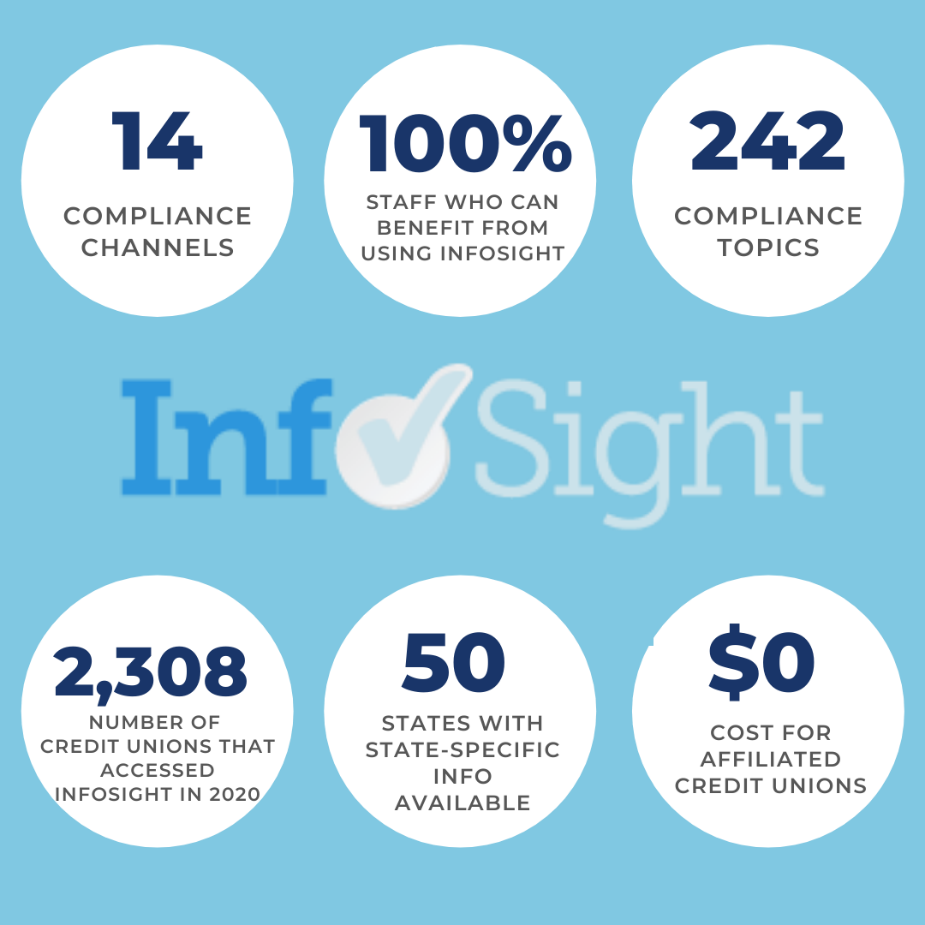 14
COMPLIANCE
CHANNELS
100%
STAFF WHO CAN
BENEFIT FROM
USING INFOSIGHT
242
COMPLIANCE
TOPICS
InfoSight
2,308
NUMBER OF
CREDIT UNIONS THAT
ACCESSED
INFOSIGHT IN 2020
50
STATES WITH
STATE-SPECIFIC
INFO
AVAILABLE
$0
COST FOR
AFFILIATED
CREDIT UNIONS